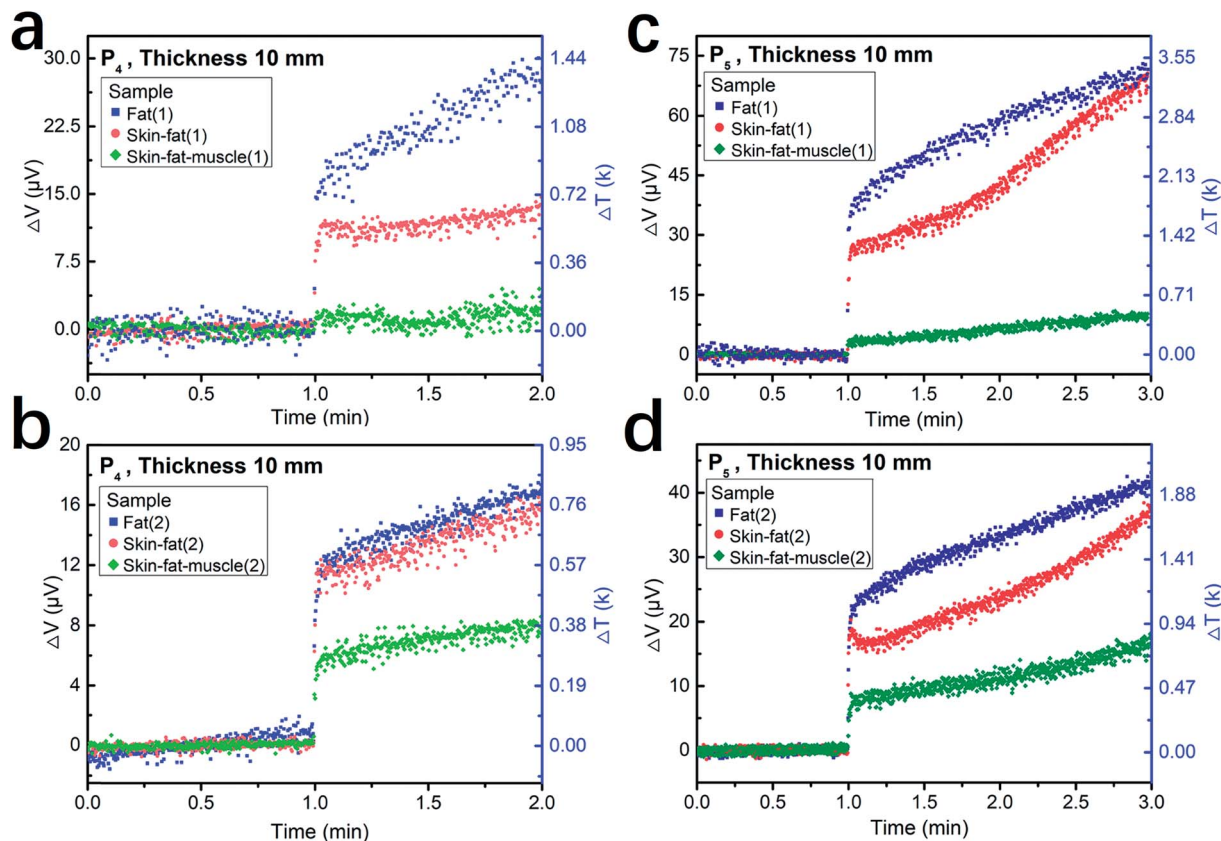 a
P4 , Thickness 10 mm
Sample
Fat(1)
Skin-fat(1)
Skin-fat-muscle(1)
30.0
22.5
15.0
7.5
0.0
△V (µV)
1.44
1.08
0.72
0.36
0.00
△T (k)
0.0 0.5 1.0 1.5 2.0
Time (min)
c
P5 , Thickness 10 mm
Sample
Fat(1)
Skin-fat(1)
Skin-fat-muscle(1)
75
60
45
30
15
0
△V (µV)
3.55
2.84
2.13
1.42
0.71
0.00
△T (k)
0.0 0.5 1.0 1.5 2.0 2.5 3.0
Time (min)
b
P4 , Thickness 10 mm
Sample
Fat(2)
Skin-fat(2)
Skin-fat-muscle(2)
20
16
12
8
4
0
△V (µV)
0.95
0.76
0.57
0.38
0.19
0.00
△T (k)
0.0 0.5 1.0 1.5 2.0
Time (min)
d
P5 , Thickness 10 mm
Sample
Fat(2)
Skin-fat(2)
Skin-fat-muscle(2)
40
30
20
10
0
△V (µV)
1.88
1.41
0.94
0.47
0.00
△T (k)
0.0 0.5 1.0 1.5 2.0 2.5 3.0
Time (min)